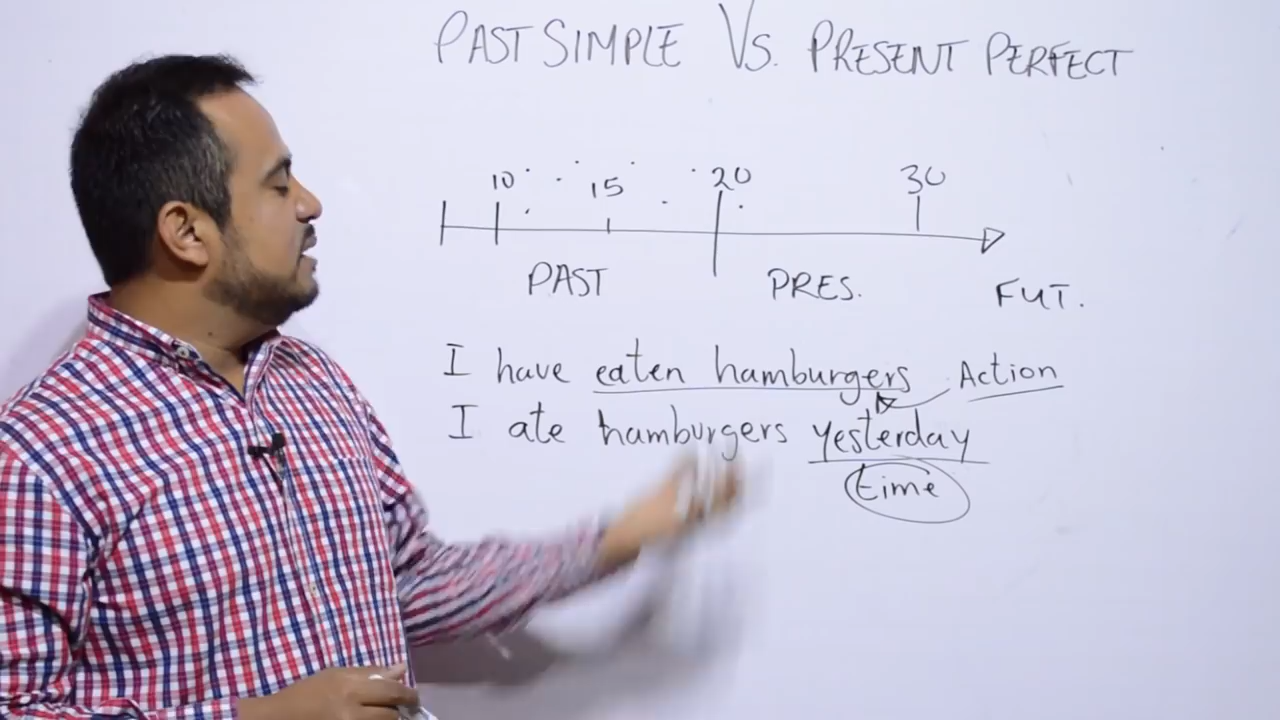 PAST SIMPLE VS. PRESENT PERFECT
10 15 20 30
PAST PRES. FUT.
I have eaten hamburgers Action
I ate hamburgers yesterday
time